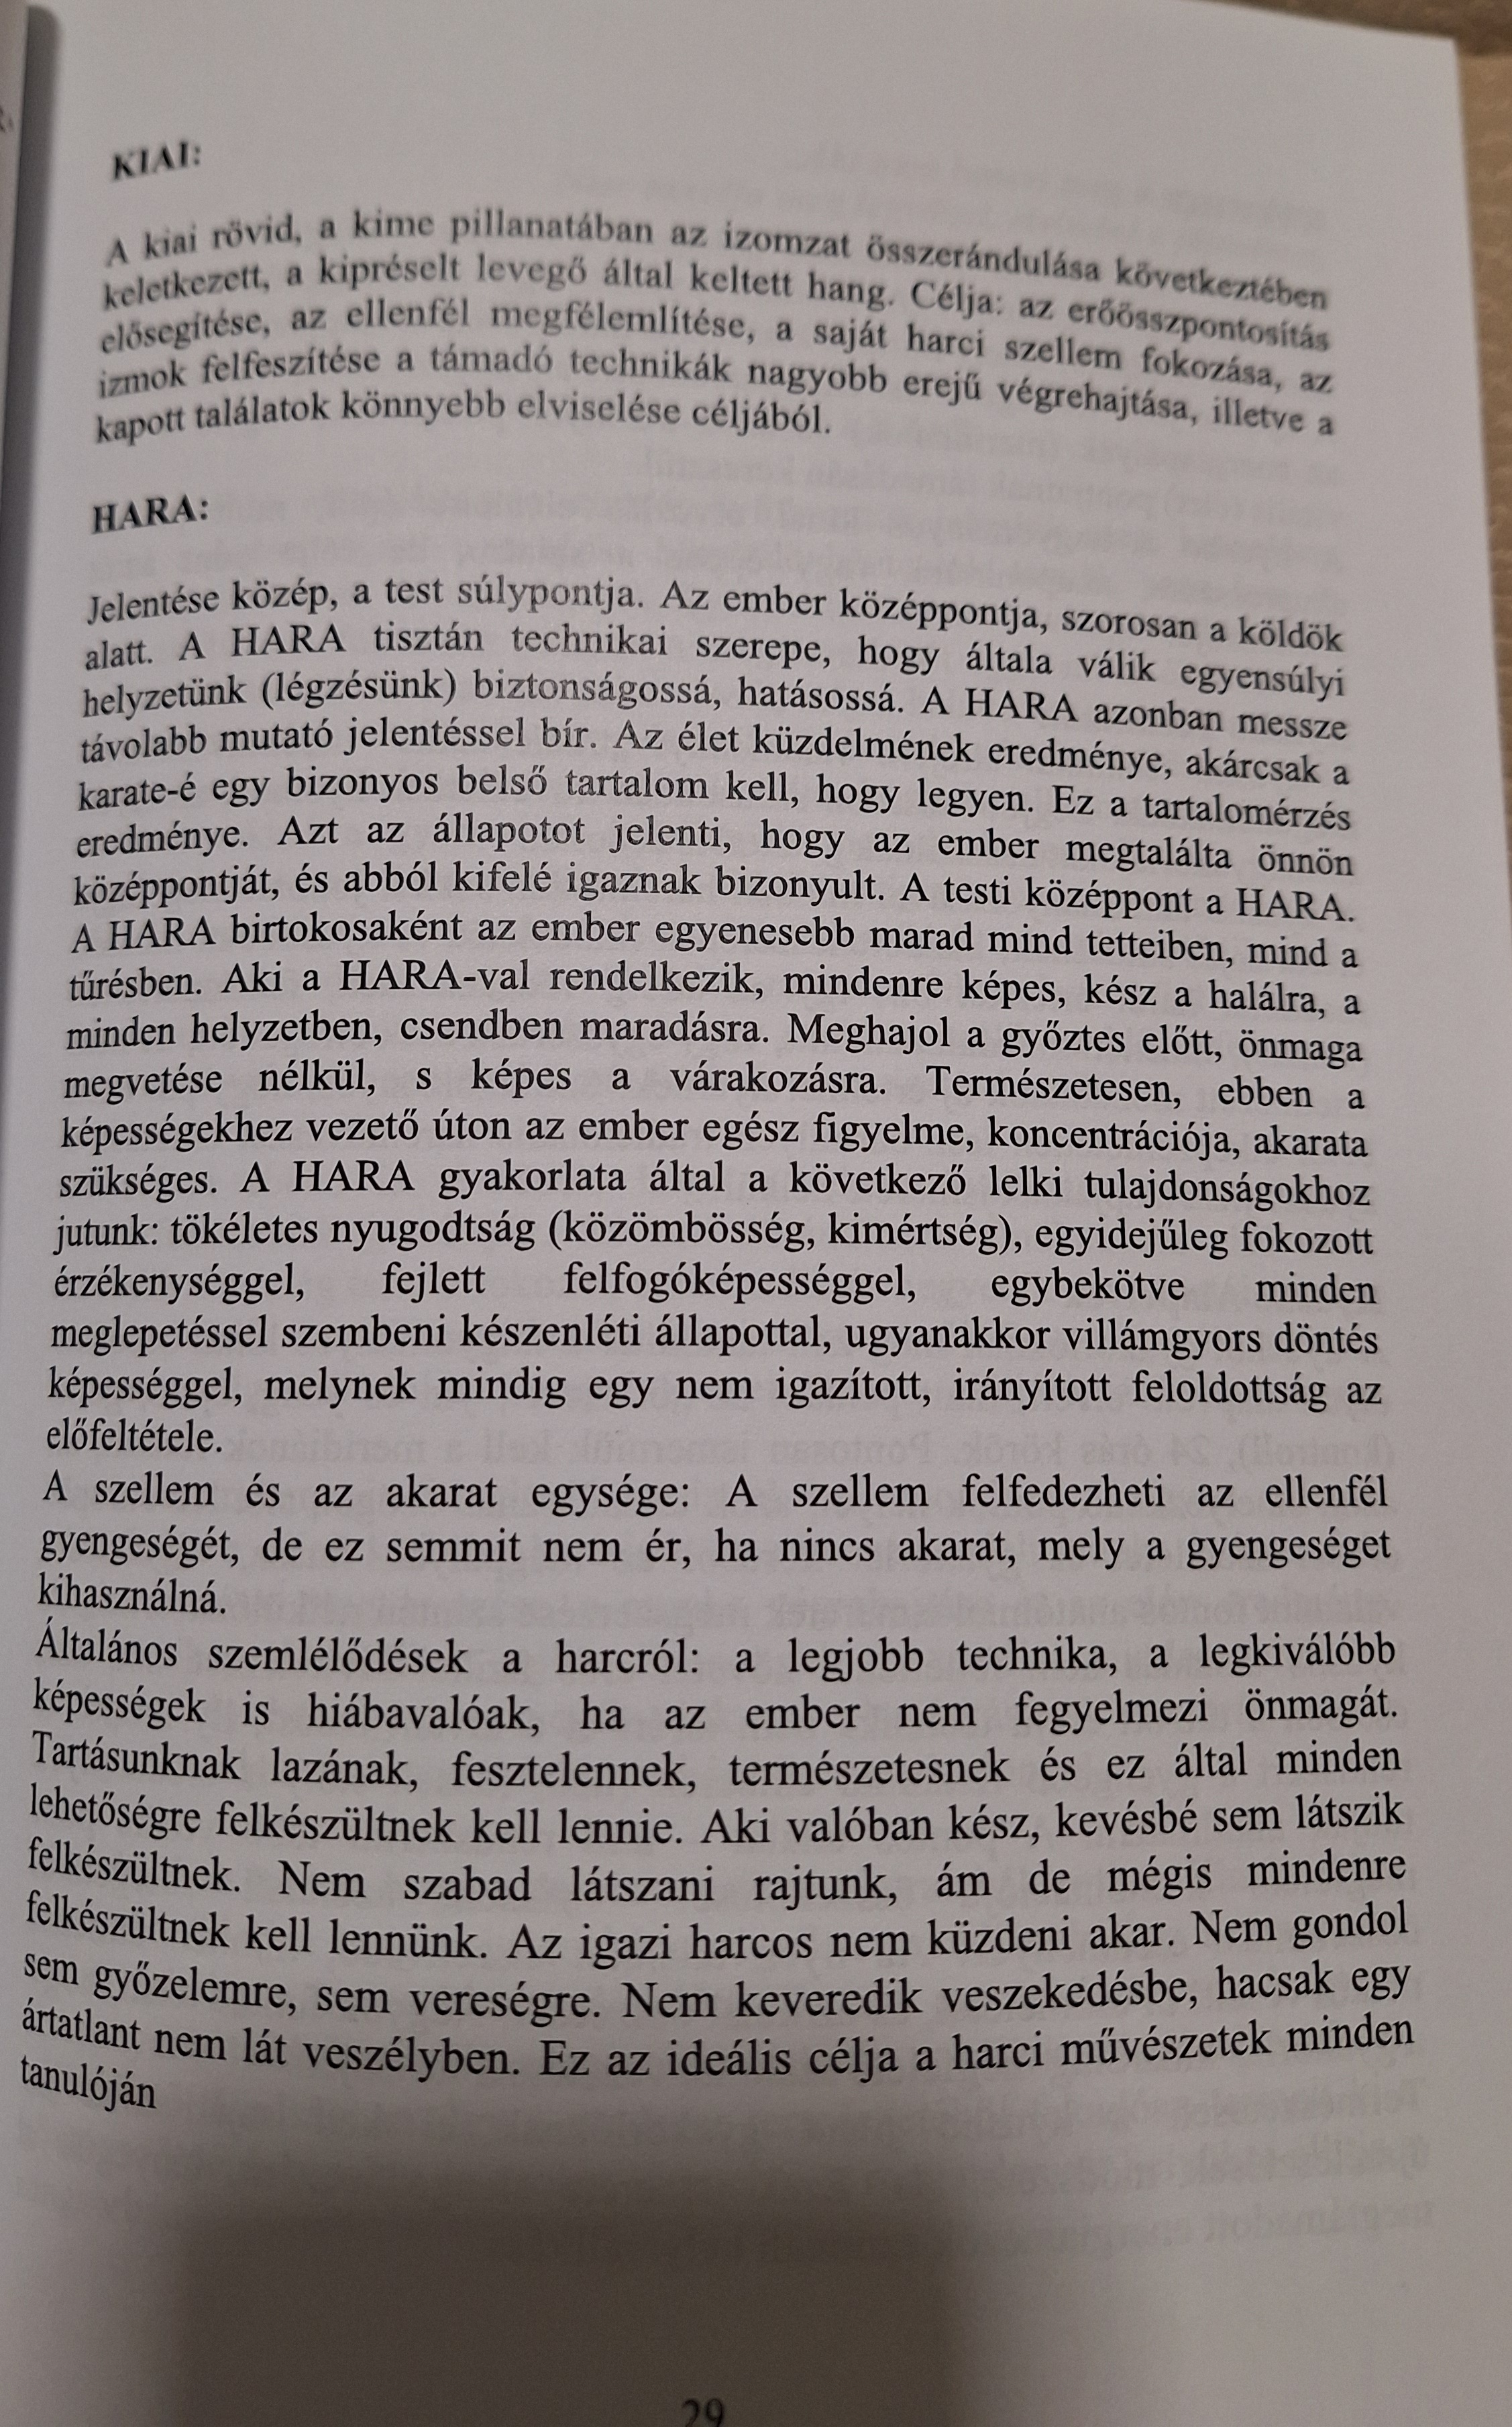 KIAI:
A kiai rövid, a kime pillanatában az izomzat összerándulása következtében
keletkezett, a kipréselt levegő által keltett hang. Célja: az erőösszpontosítás
elősegítése, az ellenfél megfélemlítése, a saját harci szellem fokozása, az
izmok felfeszítése a támadó technikák nagyobb erejű végrehajtása, illetve a
kapott találatok könnyebb elviselése céljából.
HARA:
Jelentése közép, a test súlypontja. Az ember középpontja, szorosan a köldök
alatt. A HARA tisztán technikai szerepe, hogy általa válik egyensúlyi
helyzetünk (légzésünk) biztonságossá, hatásossá. A HARA azonban messze
távolabb mutató jelentéssel bír. Az élet küzdelmének eredménye, akárcsak a
karate-é egy bizonyos belső tartalom kell, hogy legyen. Ez a tartalomérzés
eredménye. Azt az állapotot jelenti, hogy az ember megtalálta önnön
középpontját, és abból kifelé igaznak bizonyult. A testi középpont a HARA.
A HARA birtokosaként az ember egyenesebb marad mind tetteiben, mind a
tűrésben. Aki a HARA-val rendelkezik, mindenre képes, kész a halálra, a
minden helyzetben, csendben maradásra. Meghajol a győztes előtt, önmaga
megvetése nélkül, s képes a várakozásra. Természetesen, ebben a
képességekhez vezető úton az ember egész figyelme, koncentrációja, akarata
szükséges. A HARA gyakorlata által a következő lelki tulajdonságokhoz
jutunk: tökéletes nyugodtság (közömbösség, kimértség), egyidejűleg fokozott
érzékenységgel, fejlett felfogóképességgel, egybekötve minden
meglepetéssel szembeni készenléti állapottal, ugyanakkor villámgyors döntés
képességgel, melynek mindig egy nem igazított, irányított feloldottság az
előfeltétele.
A szellem és az akarat egysége: A szellem felfedezheti az ellenfél
gyengeségét, de ez semmit nem ér, ha nincs akarat, mely a gyengeséget
kihasználná.
Általános szemlélődések a harcról: a legjobb technika, a legkiválóbb
képességek is hiábavalóak, ha az ember nem fegyelmezi önmagát.
Tartásunknak lazának, fesztelennek, természetesnek és ez által minden
lehetőségre felkészültnek kell lennie. Aki valóban kész, kevésbé sem látszik
felkészültnek. Nem szabad látszani rajtunk, ám de mégis mindenre
felkészültnek kell lennünk. Az igazi harcos nem küzdeni akar. Nem gondol
sem győzelemre, sem vereségre. Nem keveredik veszekedésbe, hacsak egy
ártatlant nem lát veszélyben. Ez az ideális célja a harci művészetek minden
tanulóján
29